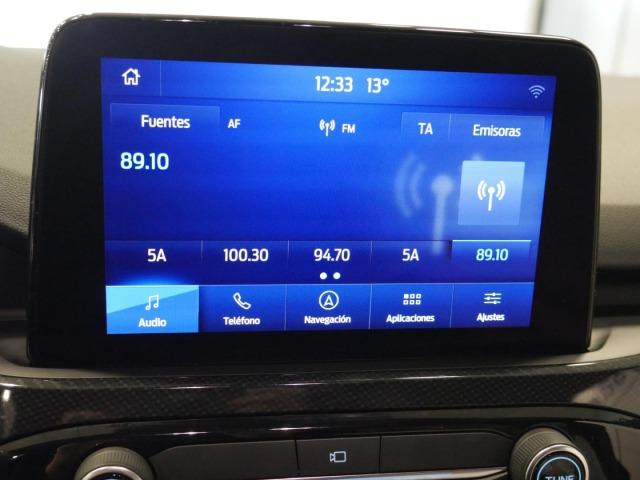 12:33 13°
Fuentes AF FM TA Emisoras
89.10
5A 100.30 94.70 5A 89.10
Audio Teléfono Navegación Aplicaciones Ajustes
TUNE